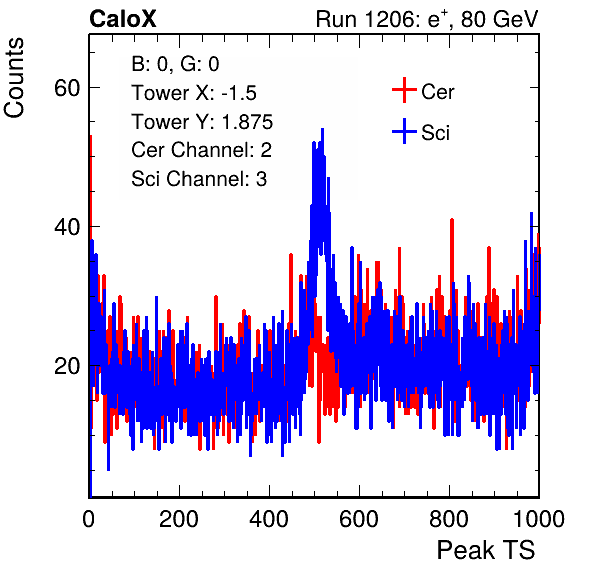 CaloX Run 1206: e⁺, 80 GeV
Counts
B: 0, G: 0
Tower X: -1.5
Tower Y: 1.875
Cer Channel: 2
Sci Channel: 3
Cer
Sci
60
40
20
0 200 400 600 800 1000
Peak TS